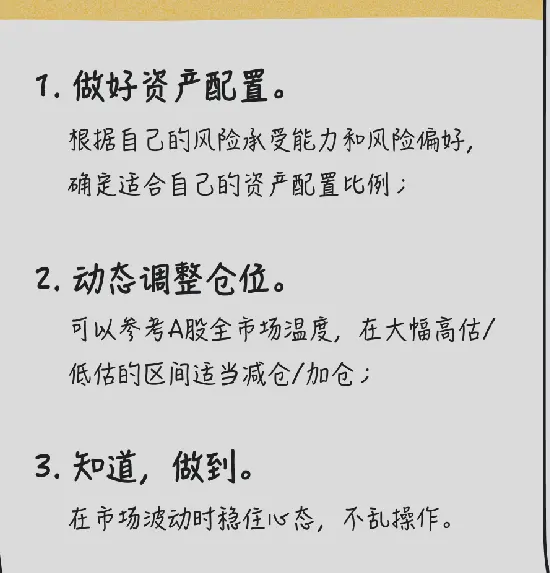 1. 做好资产配置。
根据自己的风险承受能力和风险偏好,
确定适合自己的资产配置比例；
2. 动态调整仓位。
可以参考A股全市场温度，在大幅高估/
低估的区间适当减仓/加仓；
3. 知道，做到。
在市场波动时稳住心态，不乱操作。